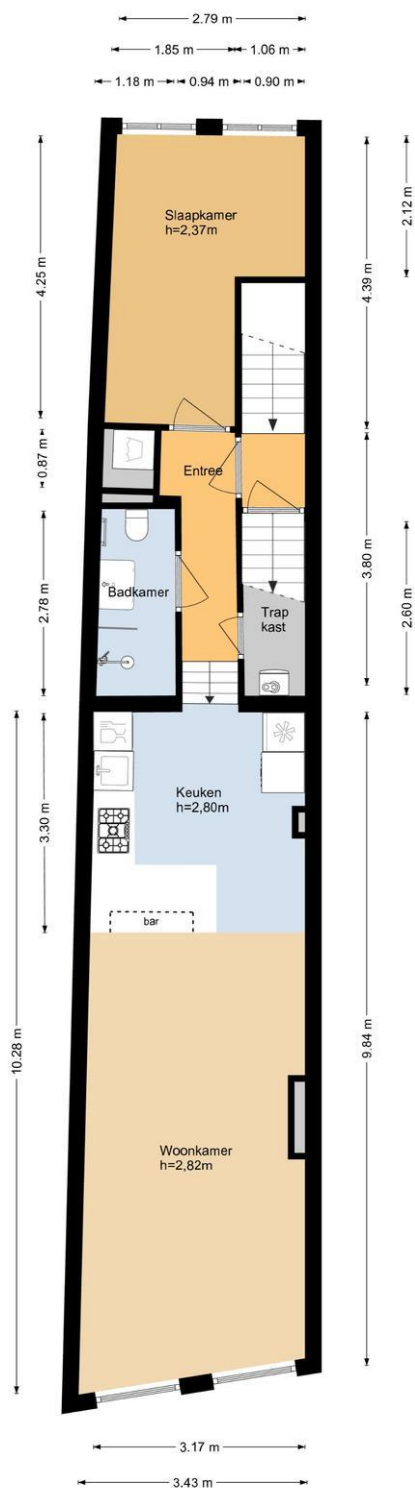 2.79 m
1.85 m
1.06 m
1.18 m
0.94 m
0.90 m
Slaapkamer
h=2,37m
4.25 m
2.12 m
4.39 m
0.87 m
Entree
3.80 m
2.78 m
Badkamer
Trap
kast
2.60 m
Keuken
h=2,80m
3.30 m
bar
10.28 m
9.84 m
Woonkamer
h=2,82m
3.17 m
3.43 m